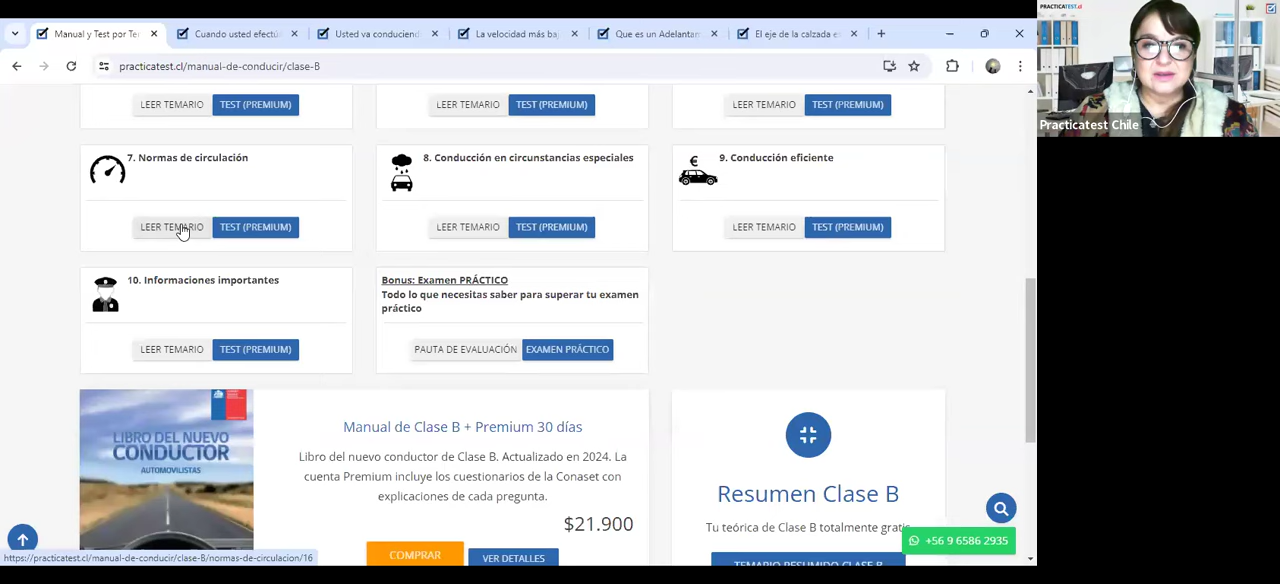 Manual y Test por Te
Cuando usted efectú
Usted va conducien
La velocidad más ba
Que es un Adelantar
El eje de la calzada e
practicatest.cl/manual-de-conducir/clase-B
PRACTICATEST.cl
Practicatest Chile
LEER TEMARIO TEST (PREMIUM)
LEER TEMARIO TEST (PREMIUM)
LEER TEMARIO TEST (PREMIUM)
7. Normas de circulación
LEER TEMARIO TEST (PREMIUM)
8. Conducción en circunstancias especiales
LEER TEMARIO TEST (PREMIUM)
€
9. Conducción eficiente
LEER TEMARIO TEST (PREMIUM)
10. Informaciones importantes
LEER TEMARIO TEST (PREMIUM)
Bonus: Examen PRÁCTICO
Todo lo que necesitas saber para superar tu examen
práctico
PAUTA DE EVALUACIÓN EXAMEN PRÁCTICO
LIBRO DEL NUEVO
CONDUCTOR
AUTOMOVILISTAS
Manual de Clase B + Premium 30 días
Libro del nuevo conductor de Clase B. Actualizado en 2024. La
cuenta Premium incluye los cuestionarios de la Conaset con
explicaciones de cada pregunta.
$21.900
COMPRAR VER DETALLES
Resumen Clase B
Tu teórica de Clase B totalmente gratis
TEMARIO RESUMIDO CLASE B
+56 9 6586 2935
https://practicatest.cl/manual-de-conducir/clase-B/normas-de-circulacion/16